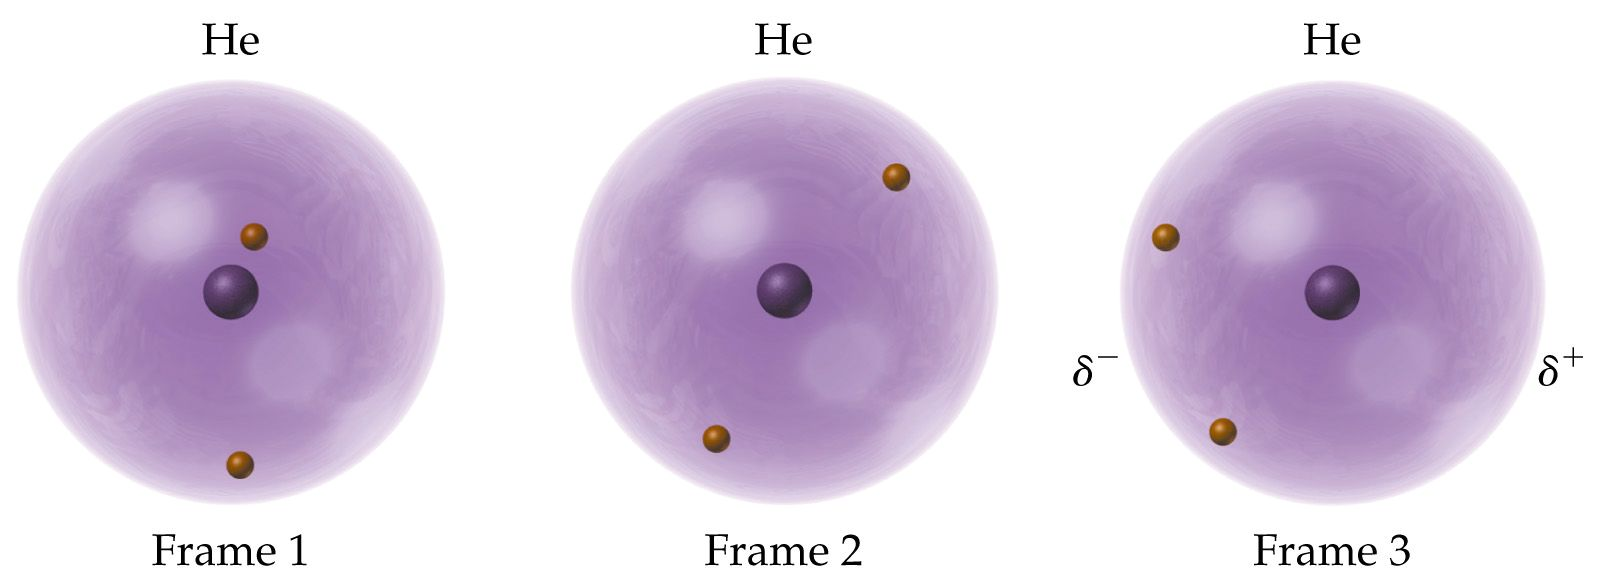 He He He
δ− δ+
Frame 1 Frame 2 Frame 3